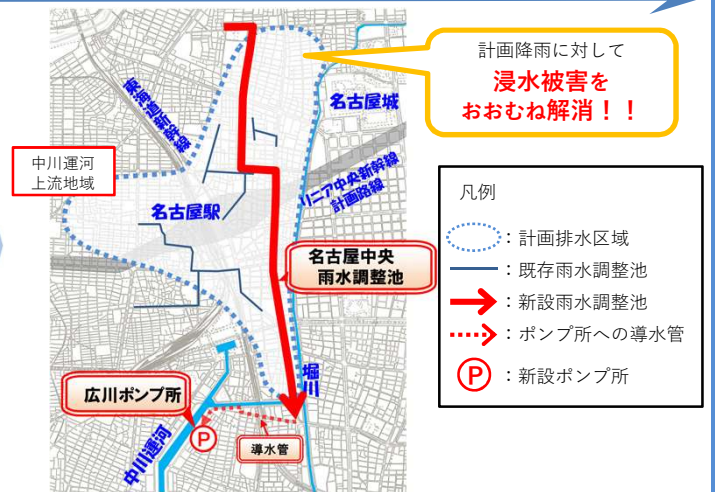 計画降雨に対して
浸水被害を
おおむね解消！！
東海道新幹線
名古屋城
中川運河
上流地域
リニア中央新幹線
計画路線
名古屋駅
名古屋中央
雨水調整池
凡例
：計画排水区域
：既存雨水調整池
：新設雨水調整池
：ポンプ所への導水管
P
：新設ポンプ所
堀川
広川ポンプ所
P
導水管
中川運河